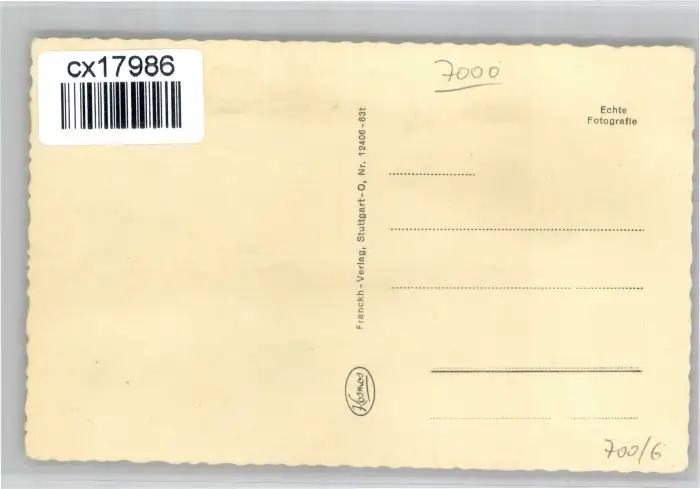 cx17986
7000
Echte
Fotografie
Franckh-Verlag, Stuttgart-O, Nr. 12406-63t
Kosmos
700/6